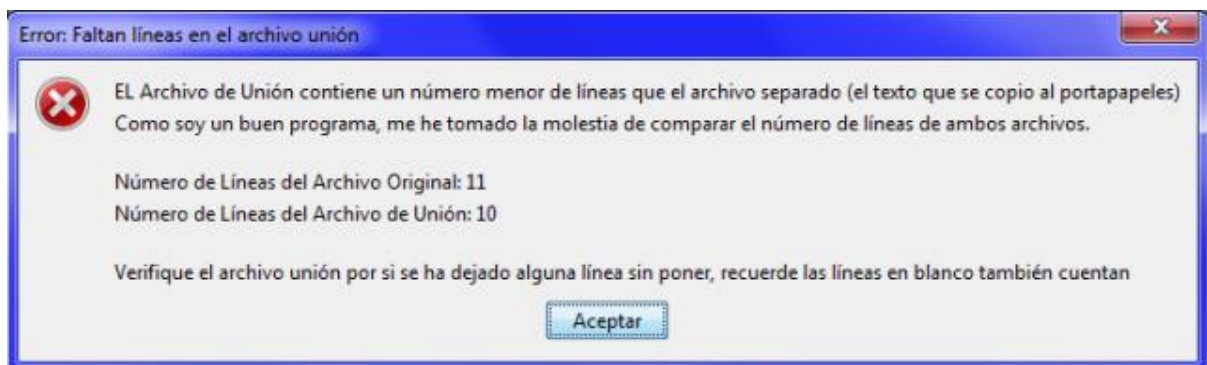 Error: Faltan líneas en el archivo unión
EL Archivo de Unión contiene un número menor de líneas que el archivo separado (el texto que se copio al portapapeles)
Como soy un buen programa, me he tomado la molestia de comparar el número de líneas de ambos archivos.
Número de Líneas del Archivo Original: 11
Número de Líneas del Archivo de Unión: 10
Verifique el archivo unión por si se ha dejado alguna línea sin poner, recuerde las líneas en blanco también cuentan
Aceptar